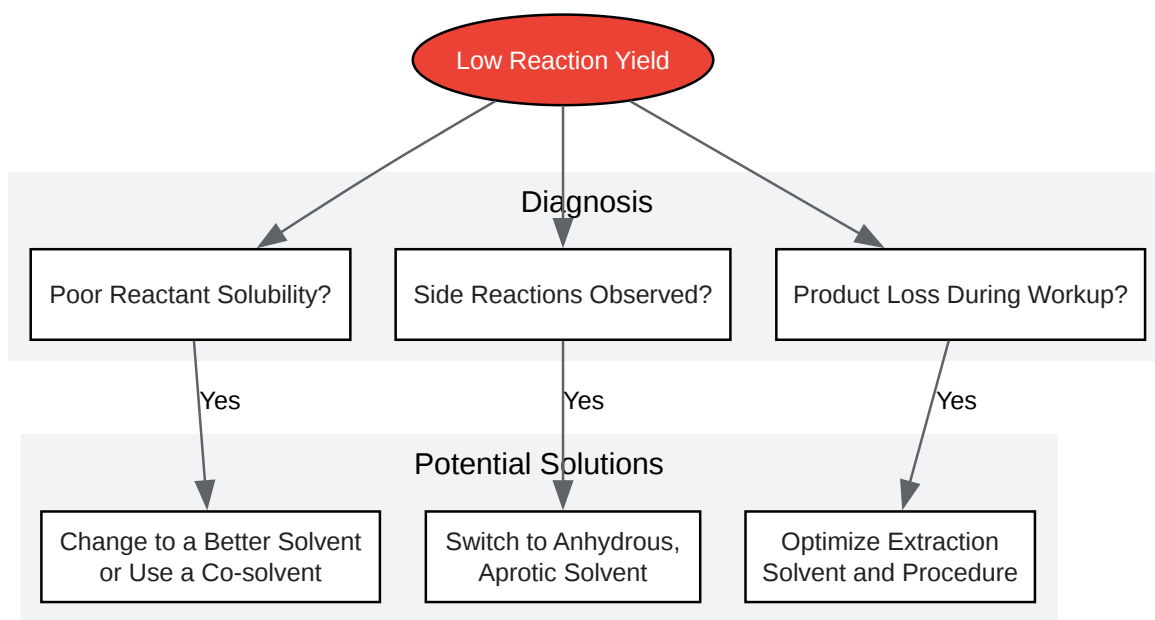 Low Reaction Yield
Diagnosis
Poor Reactant Solubility?
Side Reactions Observed?
Product Loss During Workup?
Yes
Yes
Yes
Potential Solutions
Change to a Better Solvent
or Use a Co-solvent
Switch to Anhydrous,
Aprotic Solvent
Optimize Extraction
Solvent and Procedure